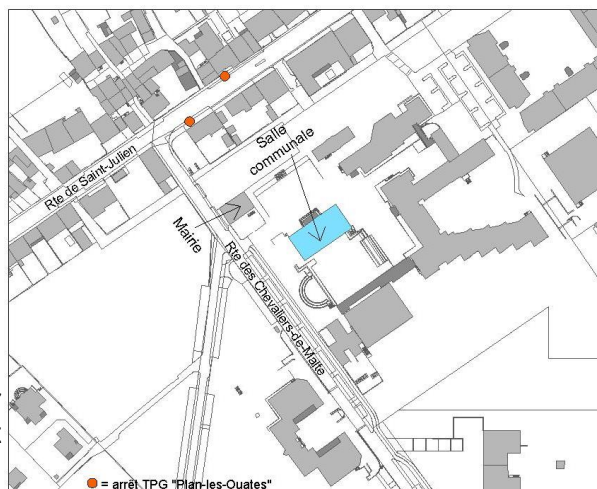 Salle
communale
Rte de Saint-Julien
Mairie
Rte des Chevaliers-de-Malte
= arrêt TPG "Plan-les-Ouates"